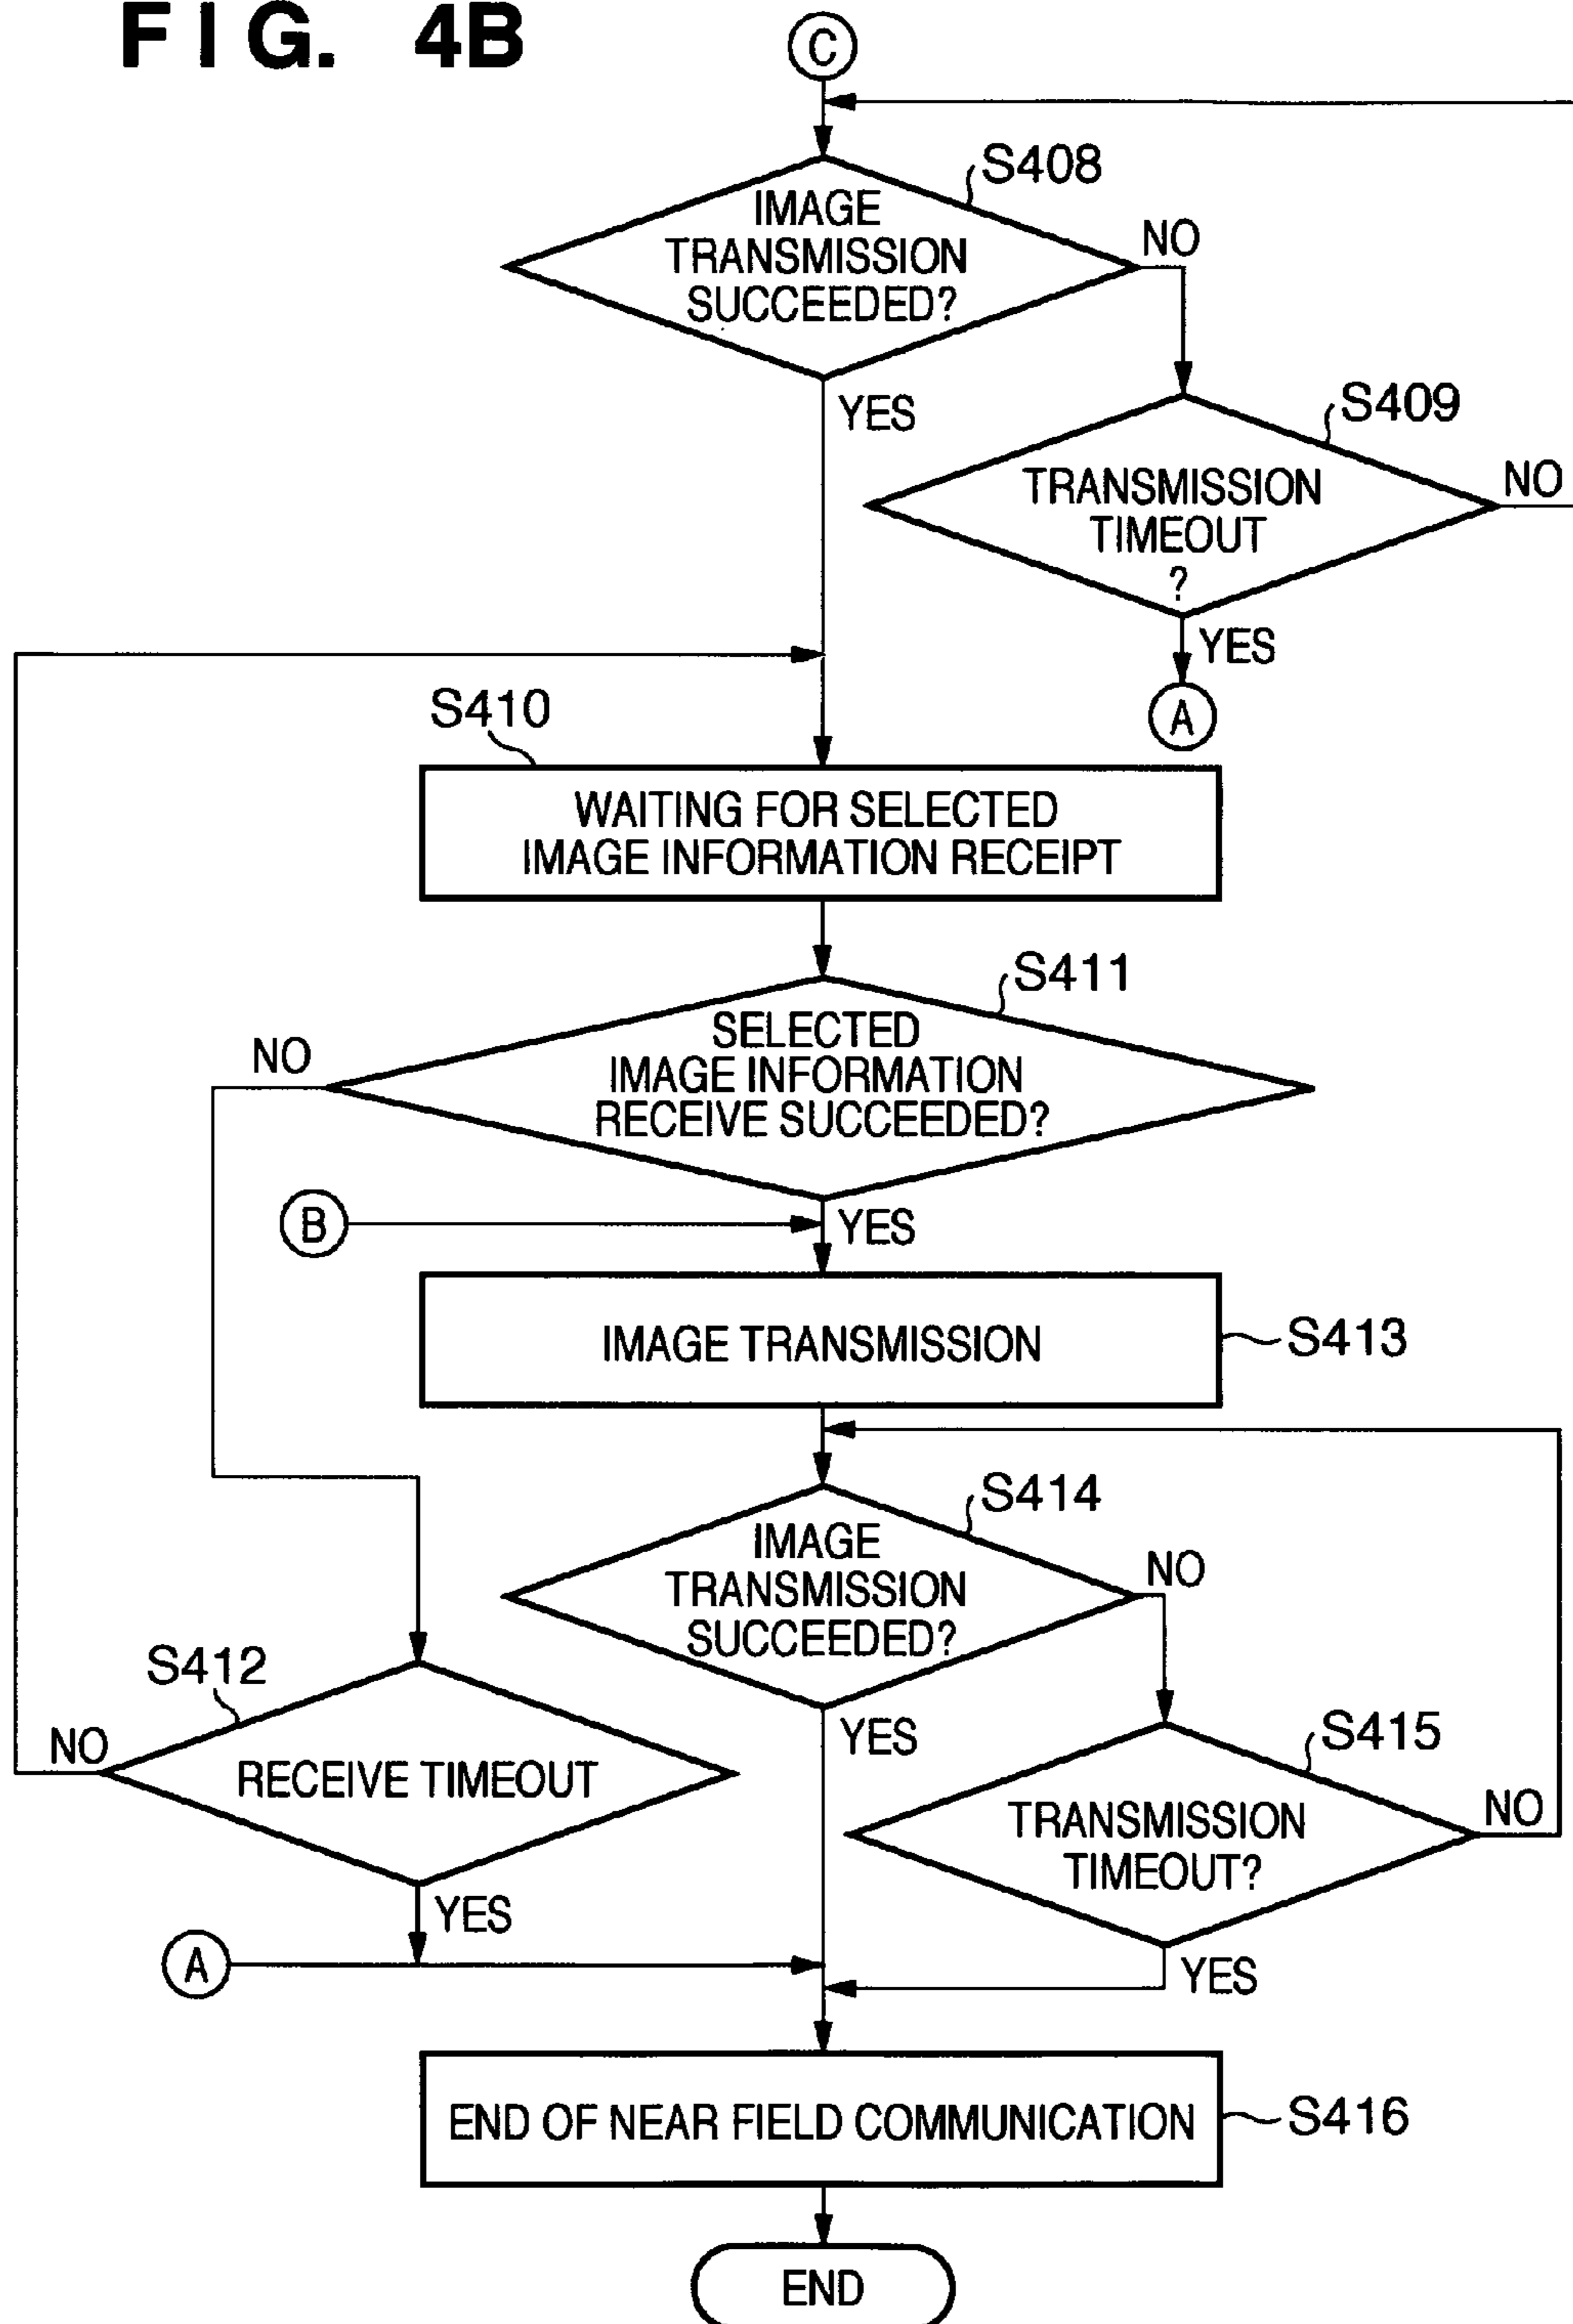 FIG. 4B
C
S408
IMAGE
TRANSMISSION
SUCCEEDED?
NO
YES
S409
TRANSMISSION
TIMEOUT
?
NO
YES
A
S410
WAITING FOR SELECTED
IMAGE INFORMATION RECEIPT
S411
SELECTED
IMAGE INFORMATION
RECEIVE SUCCEEDED?
NO
B
YES
IMAGE TRANSMISSION
S413
S414
IMAGE
TRANSMISSION
SUCCEEDED?
NO
S412
RECEIVE TIMEOUT
NO
YES
YES
S415
TRANSMISSION
TIMEOUT?
NO
A
YES
END OF NEAR FIELD COMMUNICATION
S416
END